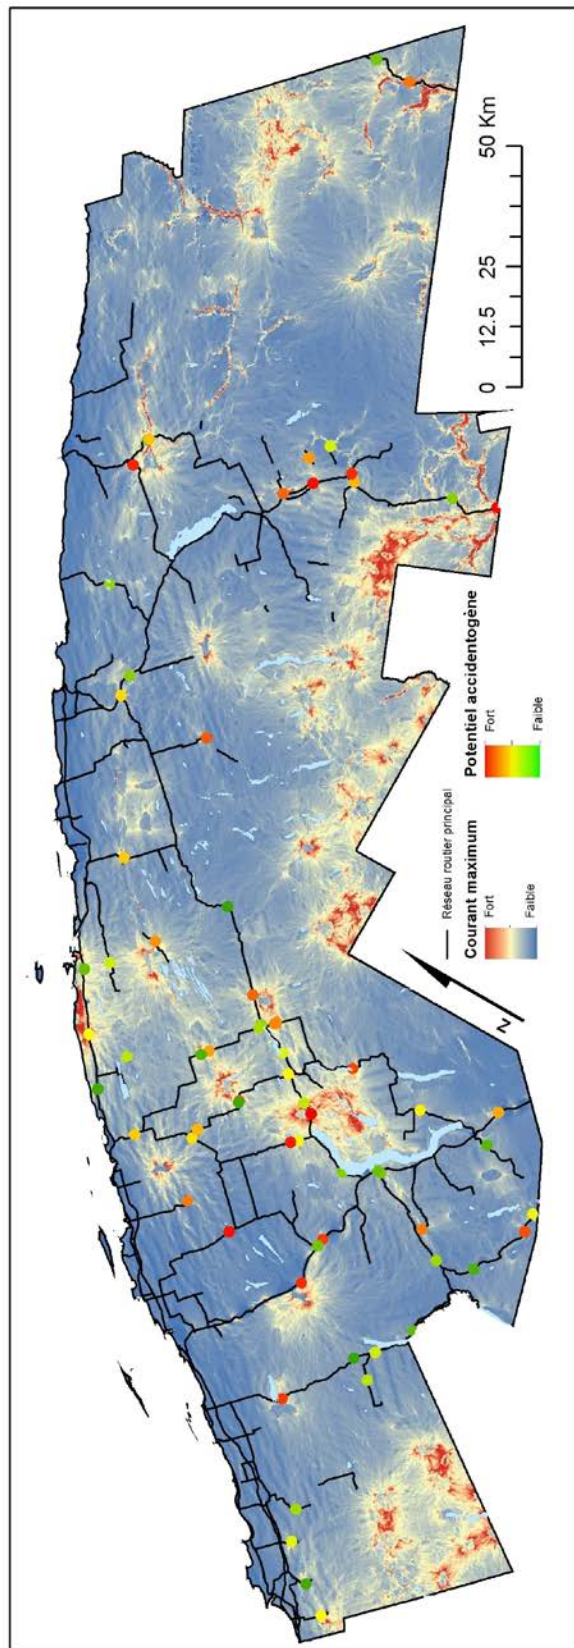 Réseau routier principal
Courant maximum
Fort
Faible
Potentiel accidentogène
Fort
Faible
N
0 12.5 25 50 Km